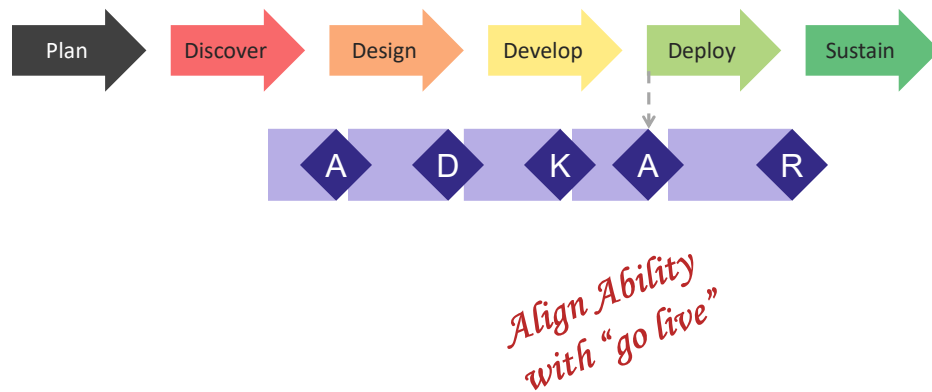 Plan Discover Design Develop Deploy Sustain
A D K A R
Align Ability
with “go live”